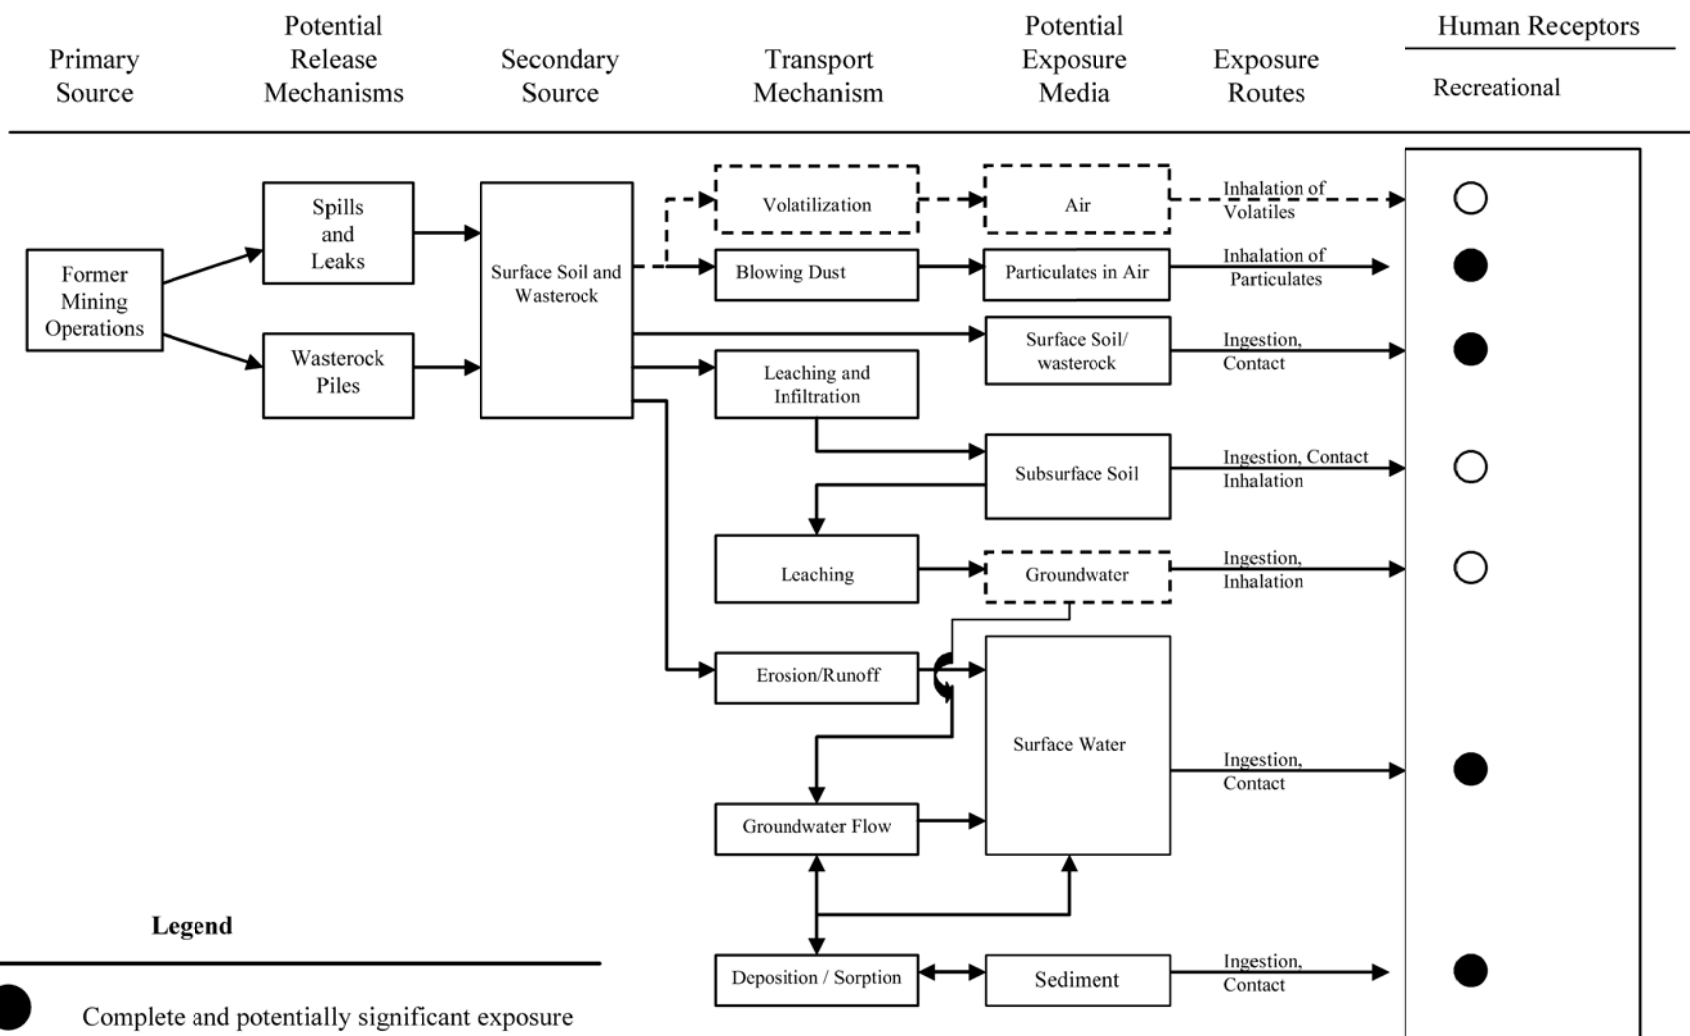 Primary
Source
Potential
Release
Mechanisms
Secondary
Source
Transport
Mechanism
Potential
Exposure
Media
Exposure
Routes
Human Receptors
Recreational
Former
Mining
Operations
Spills
and
Leaks
Wasterock
Piles
Surface Soil and
Wasterock
Volatilization
Air
Inhalation of
Volatiles
Blowing Dust
Particulates in Air
Inhalation of
Particulates
Surface Soil/
wasterock
Ingestion,
Contact
Leaching and
Infiltration
Subsurface Soil
Ingestion, Contact
Inhalation
Leaching
Groundwater
Ingestion,
Inhalation
Erosion/Runoff
Surface Water
Ingestion,
Contact
Groundwater Flow
Deposition / Sorption
Sediment
Ingestion,
Contact
Legend
Complete and potentially significant exposure